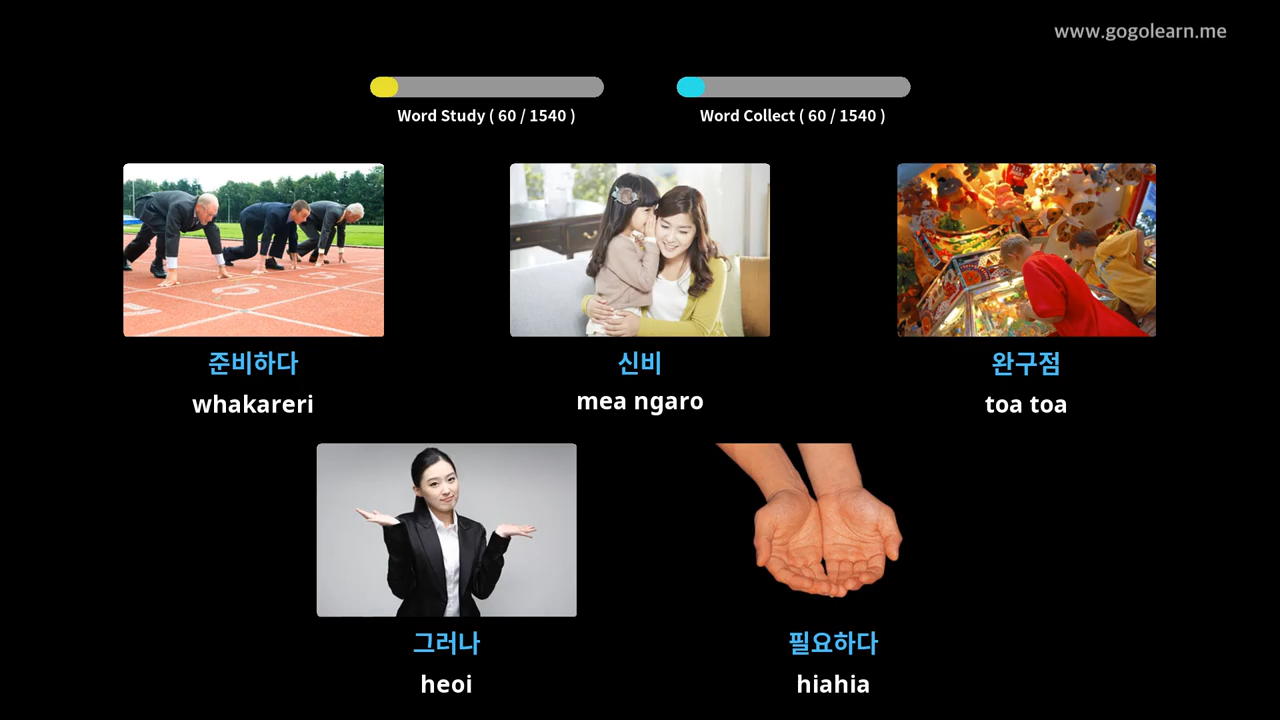 www.gogolearn.me
Word Study ( 60 / 1540 )
Word Collect ( 60 / 1540 )
준비하다
whakareri
신비
mea ngaro
완구점
toa toa
그러나
heoi
필요하다
hiahia